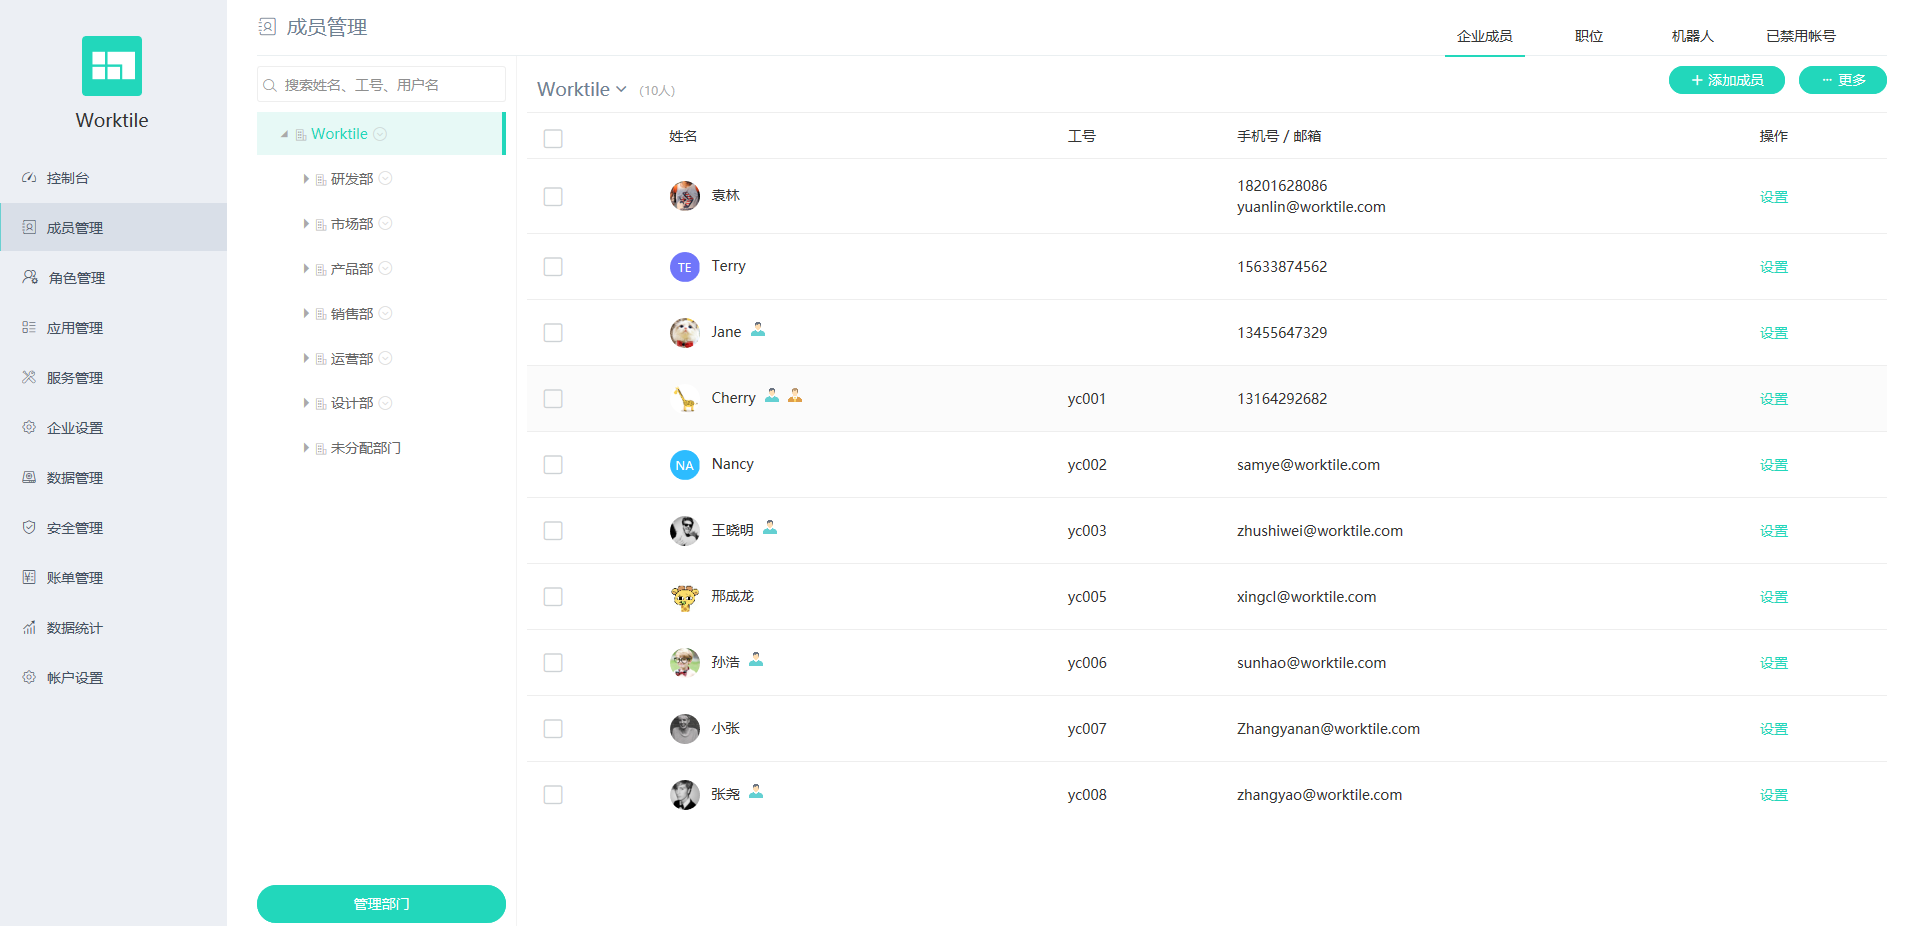 Worktile
控制台
成员管理
角色管理
应用管理
服务管理
企业设置
数据管理
安全管理
账单管理
数据统计
帐户设置
成员管理
企业成员 职位 机器人 已禁用帐号
搜索姓名、工号、用户名
Worktile
研发部
市场部
产品部
销售部
运营部
设计部
未分配部门
管理部门
Worktile (10人)
+ 添加成员 ··· 更多
姓名 工号 手机号 / 邮箱 操作
袁林 18201628086 设置
yuanlin@worktile.com
TE Terry 15633874562 设置
Jane 13455647329 设置
Cherry yc001 13164292682 设置
NA Nancy yc002 samye@worktile.com 设置
王晓明 yc003 zhushiwei@worktile.com 设置
邢成龙 yc005 xingcl@worktile.com 设置
孙浩 yc006 sunhao@worktile.com 设置
小张 yc007 Zhangyanan@worktile.com 设置
张尧 yc008 zhangyao@worktile.com 设置